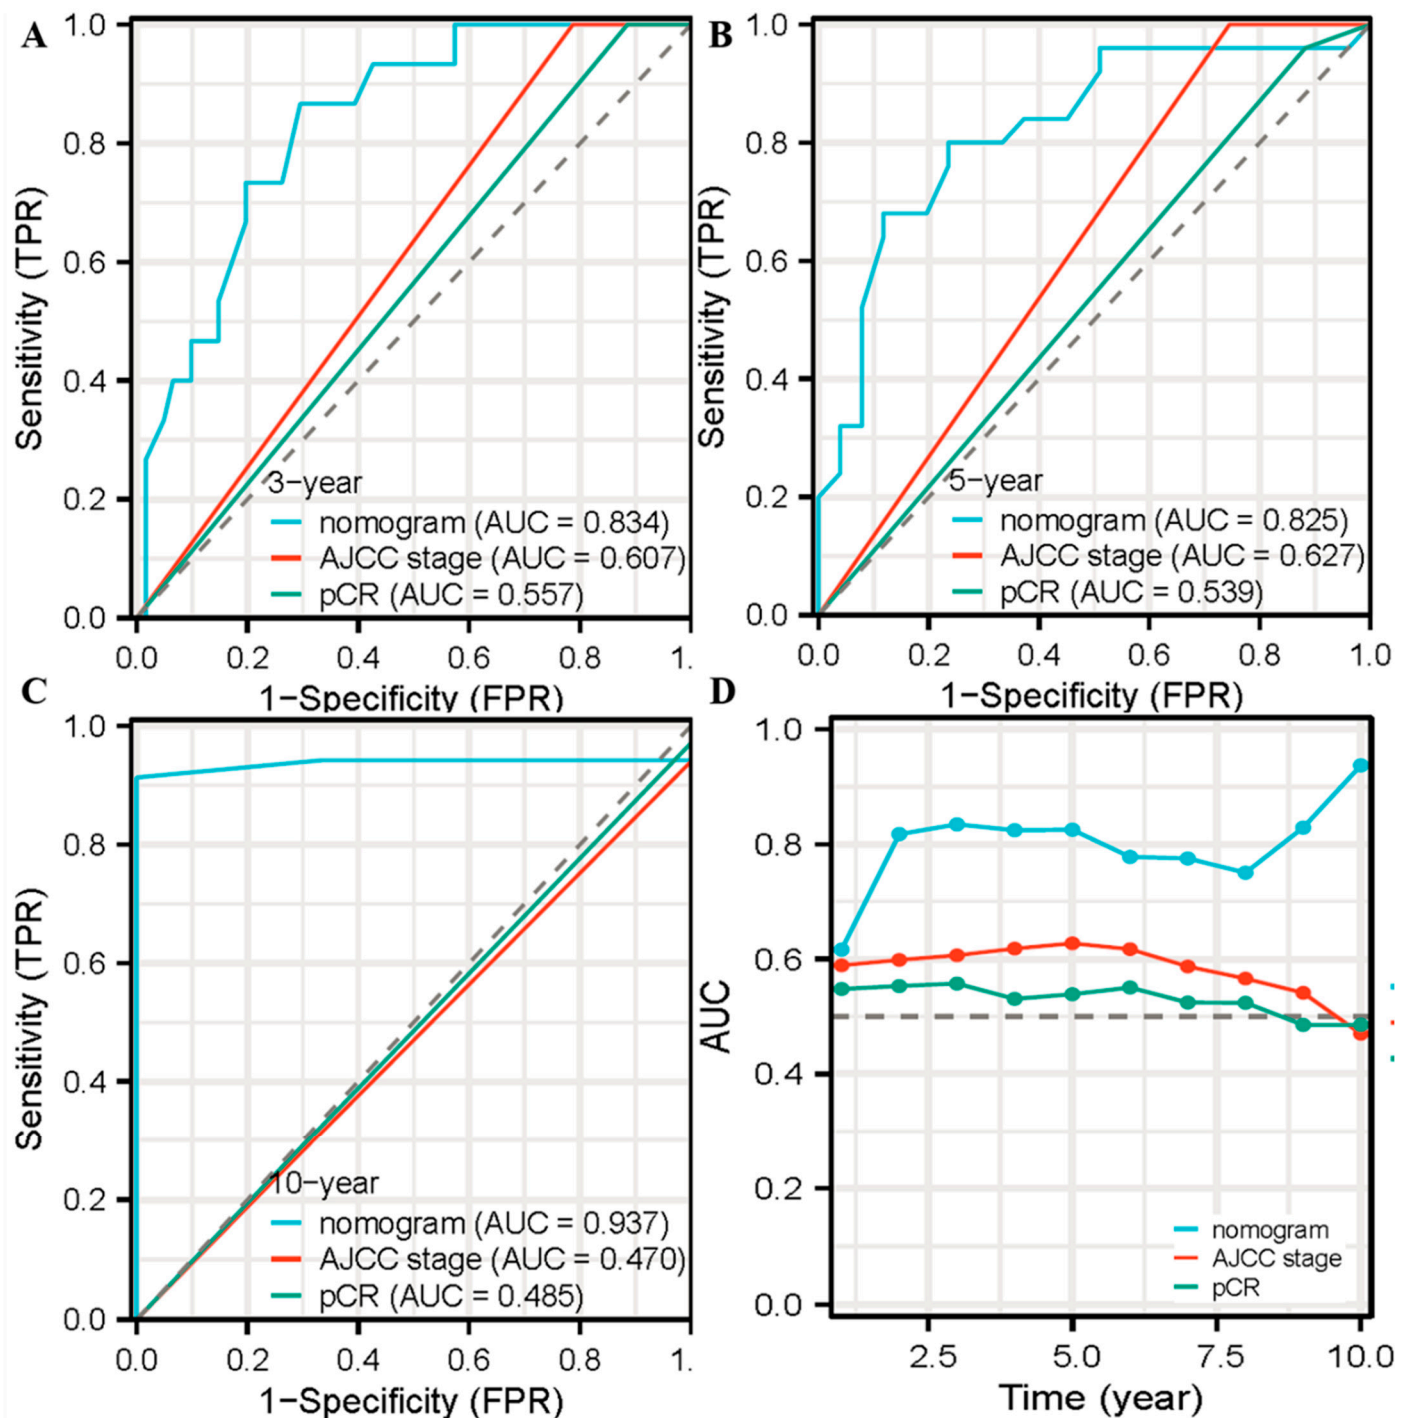 A
1.0
0.8
0.6
0.4
0.2
0.0
Sensitivity (TPR)
3-year
nomogram (AUC = 0.834)
AJCC stage (AUC = 0.607)
pCR (AUC = 0.557)
0.0 0.2 0.4 0.6 0.8 1.
1-Specificity (FPR)
B
1.0
0.8
0.6
0.4
0.2
0.0
Sensitivity (TPR)
5-year
nomogram (AUC = 0.825)
AJCC stage (AUC = 0.627)
pCR (AUC = 0.539)
0.0 0.2 0.4 0.6 0.8 1.0
1-Specificity (FPR)
C
1.0
0.8
0.6
0.4
0.2
0.0
Sensitivity (TPR)
10-year
nomogram (AUC = 0.937)
AJCC stage (AUC = 0.470)
pCR (AUC = 0.485)
0.0 0.2 0.4 0.6 0.8 1.
1-Specificity (FPR)
D
1.0
0.8
0.6
0.4
0.2
0.0
AUC
nomogram
AJCC stage
pCR
2.5 5.0 7.5 10.0
Time (year)